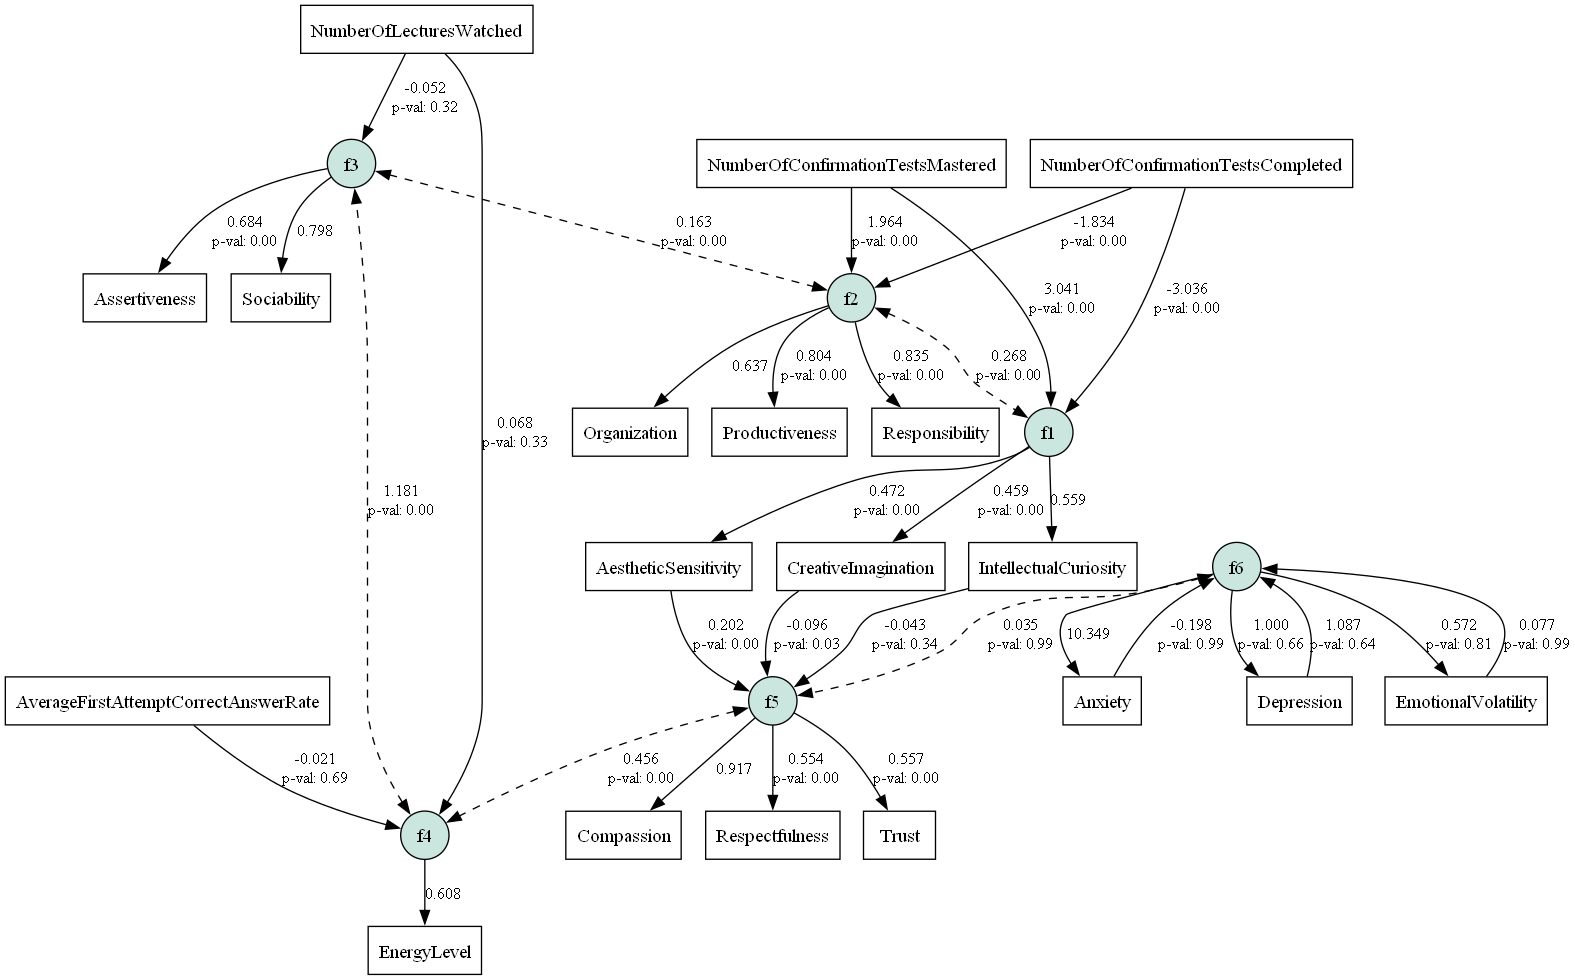 NumberOfLecturesWatched
-0.052
p-val: 0.32
f3
NumberOfConfirmationTestsMastered
NumberOfConfirmationTestsCompleted
0.684
p-val: 0.00
0.798
0.163
p-val: 0.00
1.964
p-val: 0.00
-1.834
p-val: 0.00
Assertiveness
Sociability
f2
3.041
p-val: 0.00
-3.036
p-val: 0.00
0.637
0.804
p-val: 0.00
0.835
p-val: 0.00
0.268
p-val: 0.00
Organization
Productiveness
Responsibility
f1
0.068
p-val: 0.33
1.181
p-val: 0.00
0.472
p-val: 0.00
0.459
p-val: 0.00
0.559
AestheticSensitivity
CreativeImagination
IntellectualCuriosity
f6
0.202
p-val: 0.00
-0.096
p-val: 0.03
-0.043
p-val: 0.34
0.035
p-val: 0.99
10.349
-0.198
p-val: 0.99
1.000
p-val: 0.66
1.087
p-val: 0.64
0.572
p-val: 0.81
0.077
p-val: 0.99
AverageFirstAttemptCorrectAnswerRate
f5
Anxiety
Depression
EmotionalVolatility
-0.021
p-val: 0.69
0.456
p-val: 0.00
0.917
0.554
p-val: 0.00
0.557
p-val: 0.00
f4
Compassion
Respectfulness
Trust
0.608
EnergyLevel